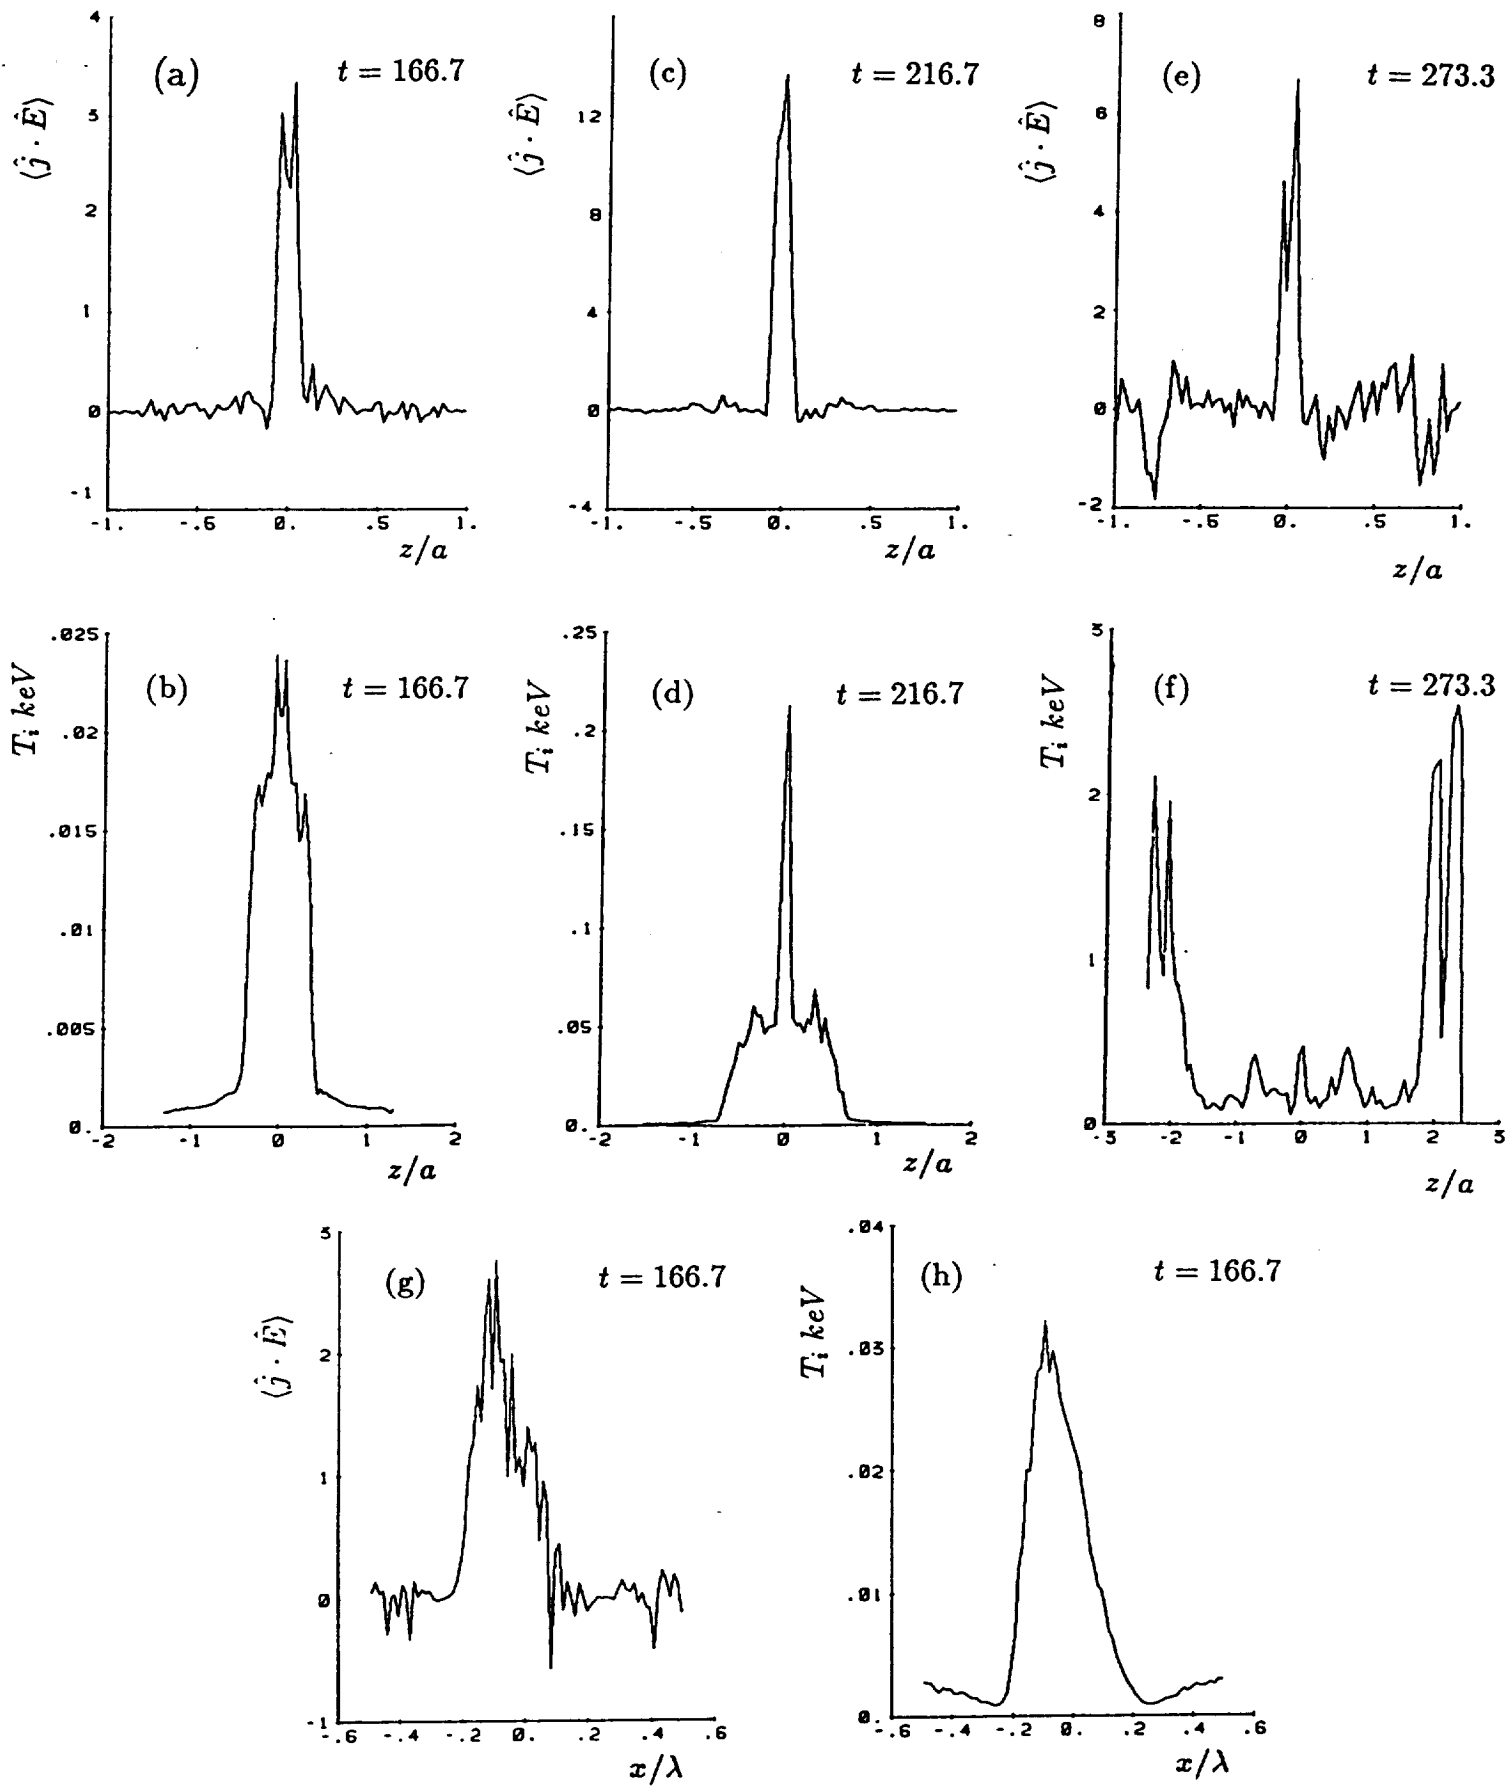 4
(a)
t = 166.7
⟨ĵ · Ê⟩
3
2
1
0
-1
-1.
-.5
0.
.5
1.
z/a
(c)
t = 216.7
⟨ĵ · Ê⟩
12
8
4
0
-4
-1.
-.5
0.
.5
1.
z/a
8
(e)
t = 273.3
⟨ĵ · Ê⟩
6
4
2
0
-2
-1.
-.5
0.
.5
1.
z/a
.025
(b)
t = 166.7
T_i keV
.02
.015
.01
.005
0.
-2
-1
0
1
2
z/a
.25
(d)
t = 216.7
T_i keV
.2
.15
.1
.05
0.
-2
-1
0
1
2
z/a
3
(f)
t = 273.3
T_i keV
2
1
0
-3
-2
-1
0
1
2
3
z/a
3
(g)
t = 166.7
⟨ĵ · Ê⟩
2
1
0
-1
-.6
-.4
-.2
0.
.2
.4
.6
x/λ
.04
(h)
t = 166.7
T_i keV
.03
.02
.01
0.
-.6
-.4
-.2
0.
.2
.4
.6
x/λ